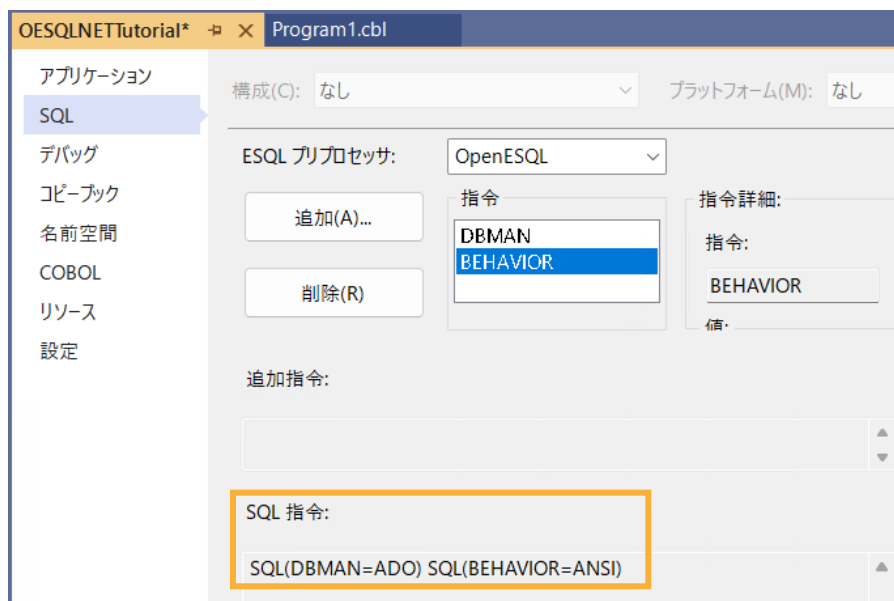 OESQLNETTutorial* Program1.cbl
アプリケーション
SQL
デバッグ
コピーブック
名前空間
COBOL
リソース
設定
構成(C): なし プラットフォーム(M): なし
ESQL プリプロセッサ: OpenESQL
追加(A)...
削除(R)
指令
DBMAN
BEHAVIOR
指令詳細:
指令:
BEHAVIOR
値:
追加指令:
SQL 指令:
SQL(DBMAN=ADO) SQL(BEHAVIOR=ANSI)